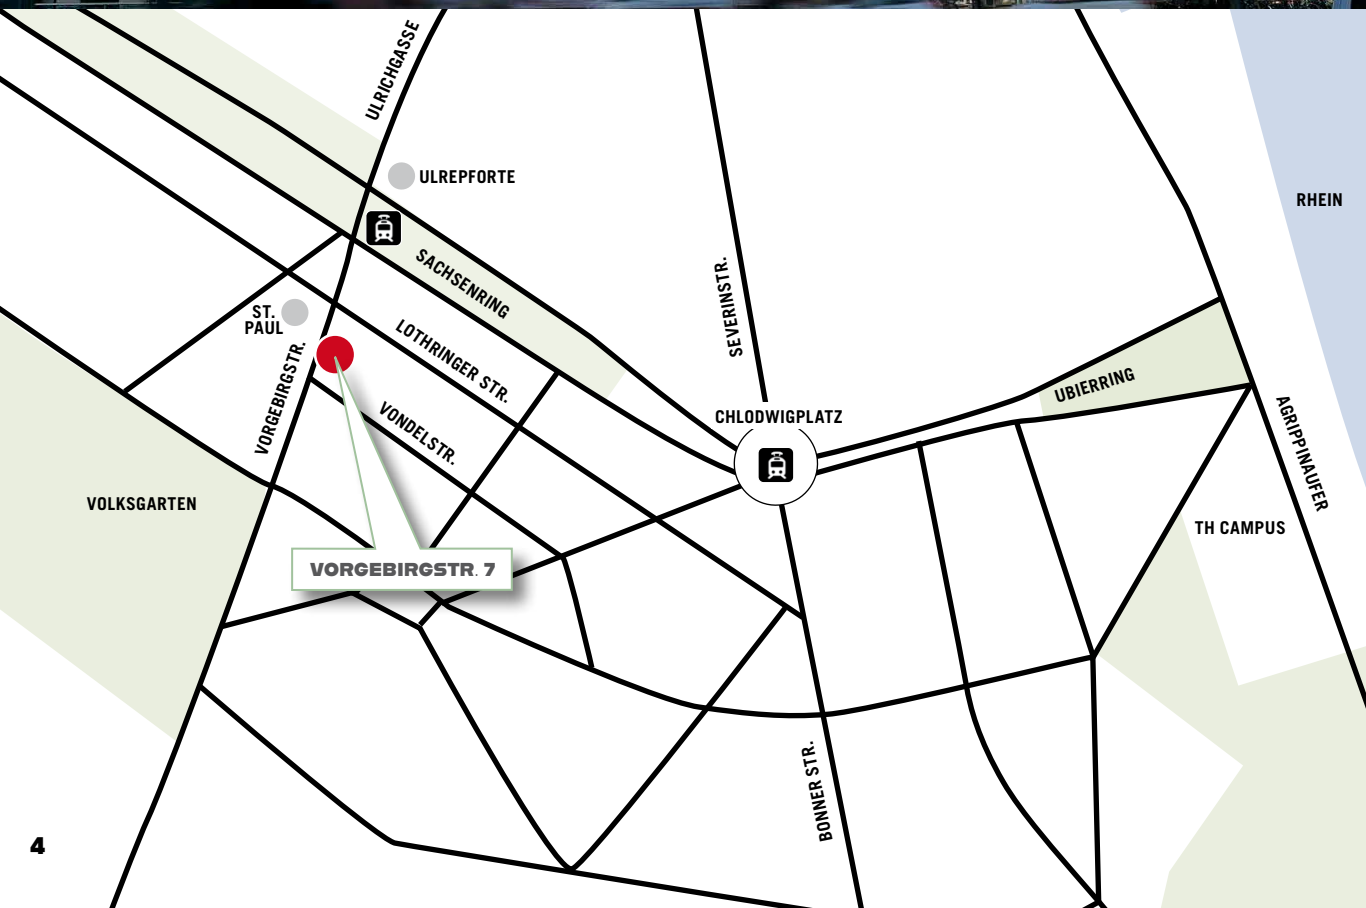 ULRICHGASSE
ULREPFORTE
RHEIN
SACHSENRING
SEVERINSTR.
ST.
PAUL
LOTHRINGER STR.
VORGEBIRGSTR.
VONDELSTR.
CHLODWIGPLATZ
UBIERRING
AGRIPPINAUFER
VOLKSGARTEN
TH CAMPUS
VORGEBIRGSTR. 7
BONNER STR.
4